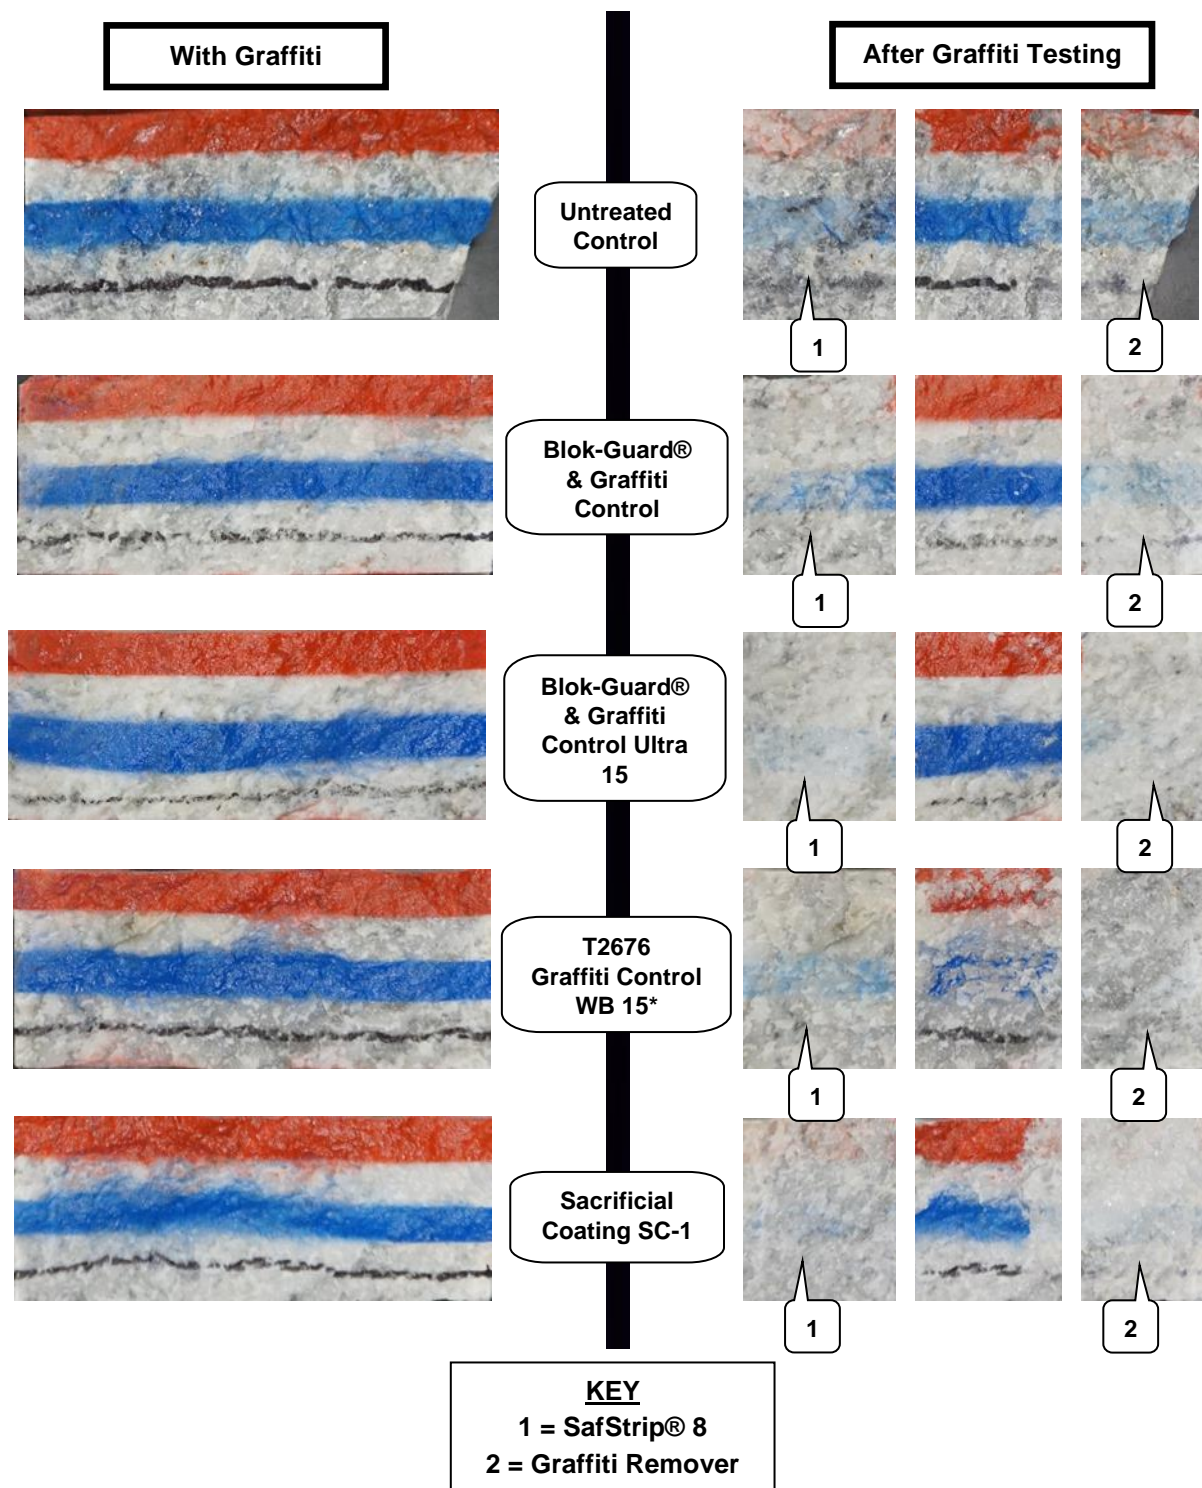 With Graffiti
After Graffiti Testing
Untreated
Control
1
2
Blok-Guard®
& Graffiti
Control
1
2
Blok-Guard®
& Graffiti
Control Ultra
15
1
2
T2676
Graffiti Control
WB 15*
1
2
Sacrificial
Coating SC-1
1
2
KEY
1 = SafStrip® 8
2 = Graffiti Remover